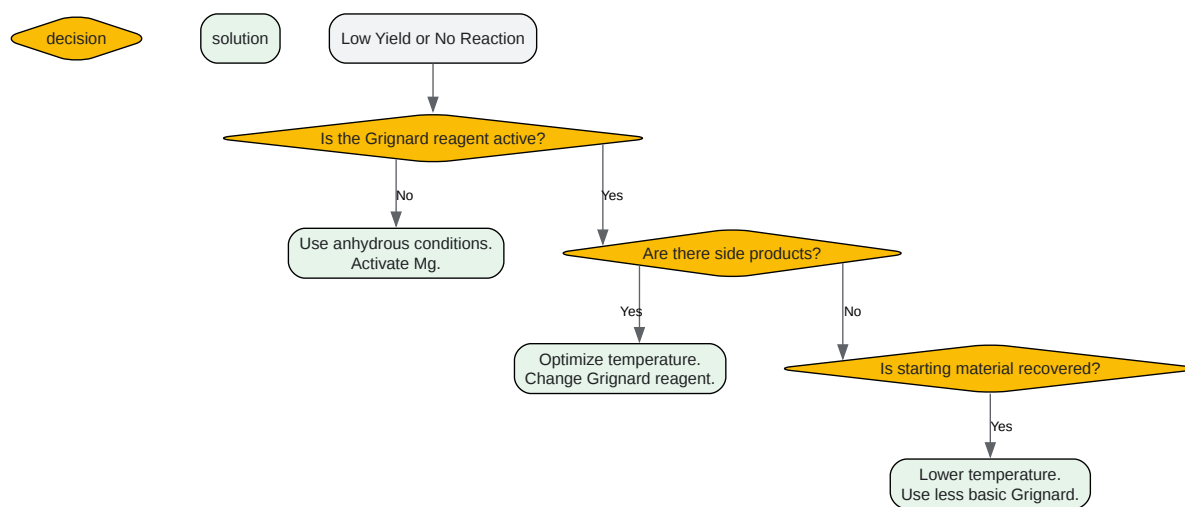 decision
solution
Low Yield or No Reaction
Is the Grignard reagent active?
No
Yes
Use anhydrous conditions.
Activate Mg.
Are there side products?
Yes
No
Optimize temperature.
Change Grignard reagent.
Is starting material recovered?
Yes
Lower temperature.
Use less basic Grignard.